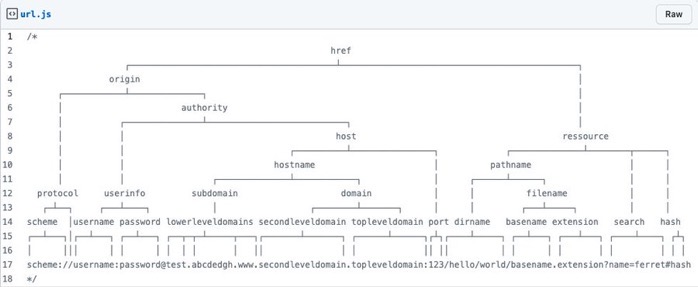 url.js
Raw
1 /*
2 href
3
4 origin
5
6 authority
7
8 host ressource
9
10 hostname pathname
11
12 protocol userinfo subdomain domain filename
13
14 scheme username password lowerleveldomains secondleveldomain topleveldomain port dirname basename extension search hash
15
16
17 scheme://username:password@test.abcdedgh.www.secondleveldomain.topleveldomain:123/hello/world/basename.extension?name=ferret#hash
18 */